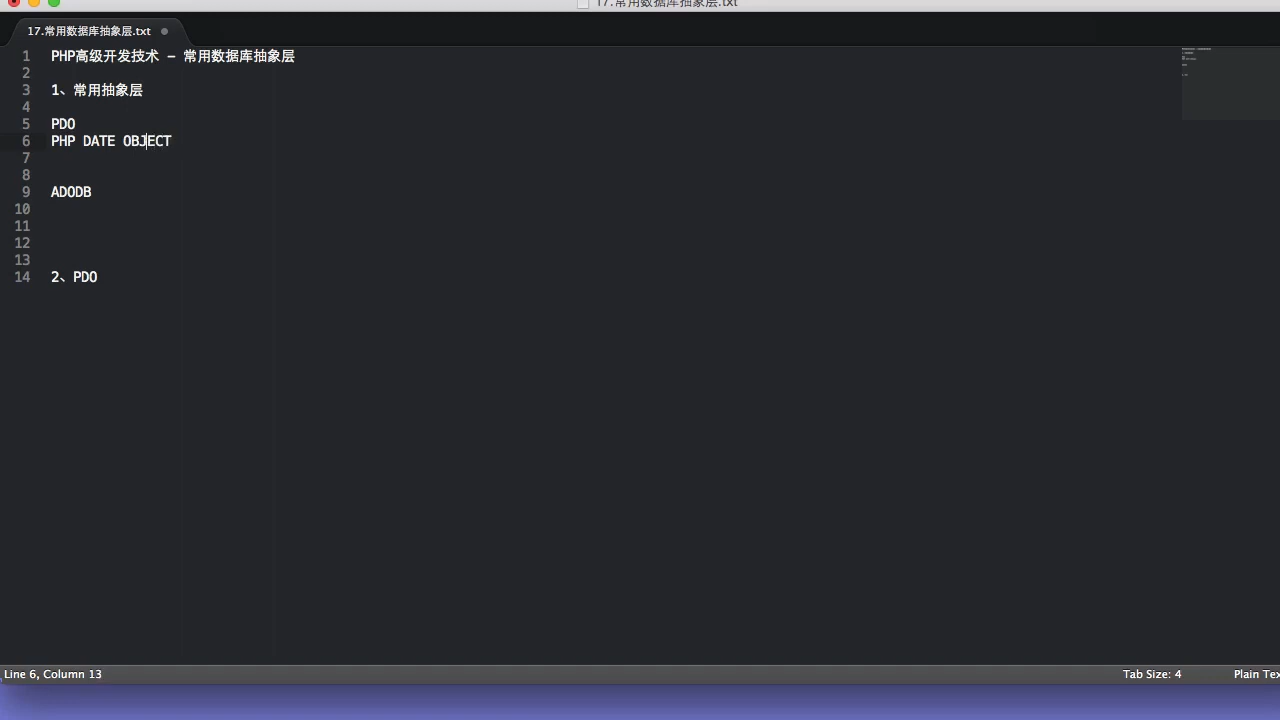 17.常用数据库抽象层.txt
17.常用数据库抽象层.txt
1 PHP高级开发技术 – 常用数据库抽象层
2
3 1、常用抽象层
4
5 PDO
6 PHP DATE OBJECT
7
8
9 ADODB
10
11
12
13
14 2、PDO
Line 6, Column 13 Tab Size: 4 Plain Tex